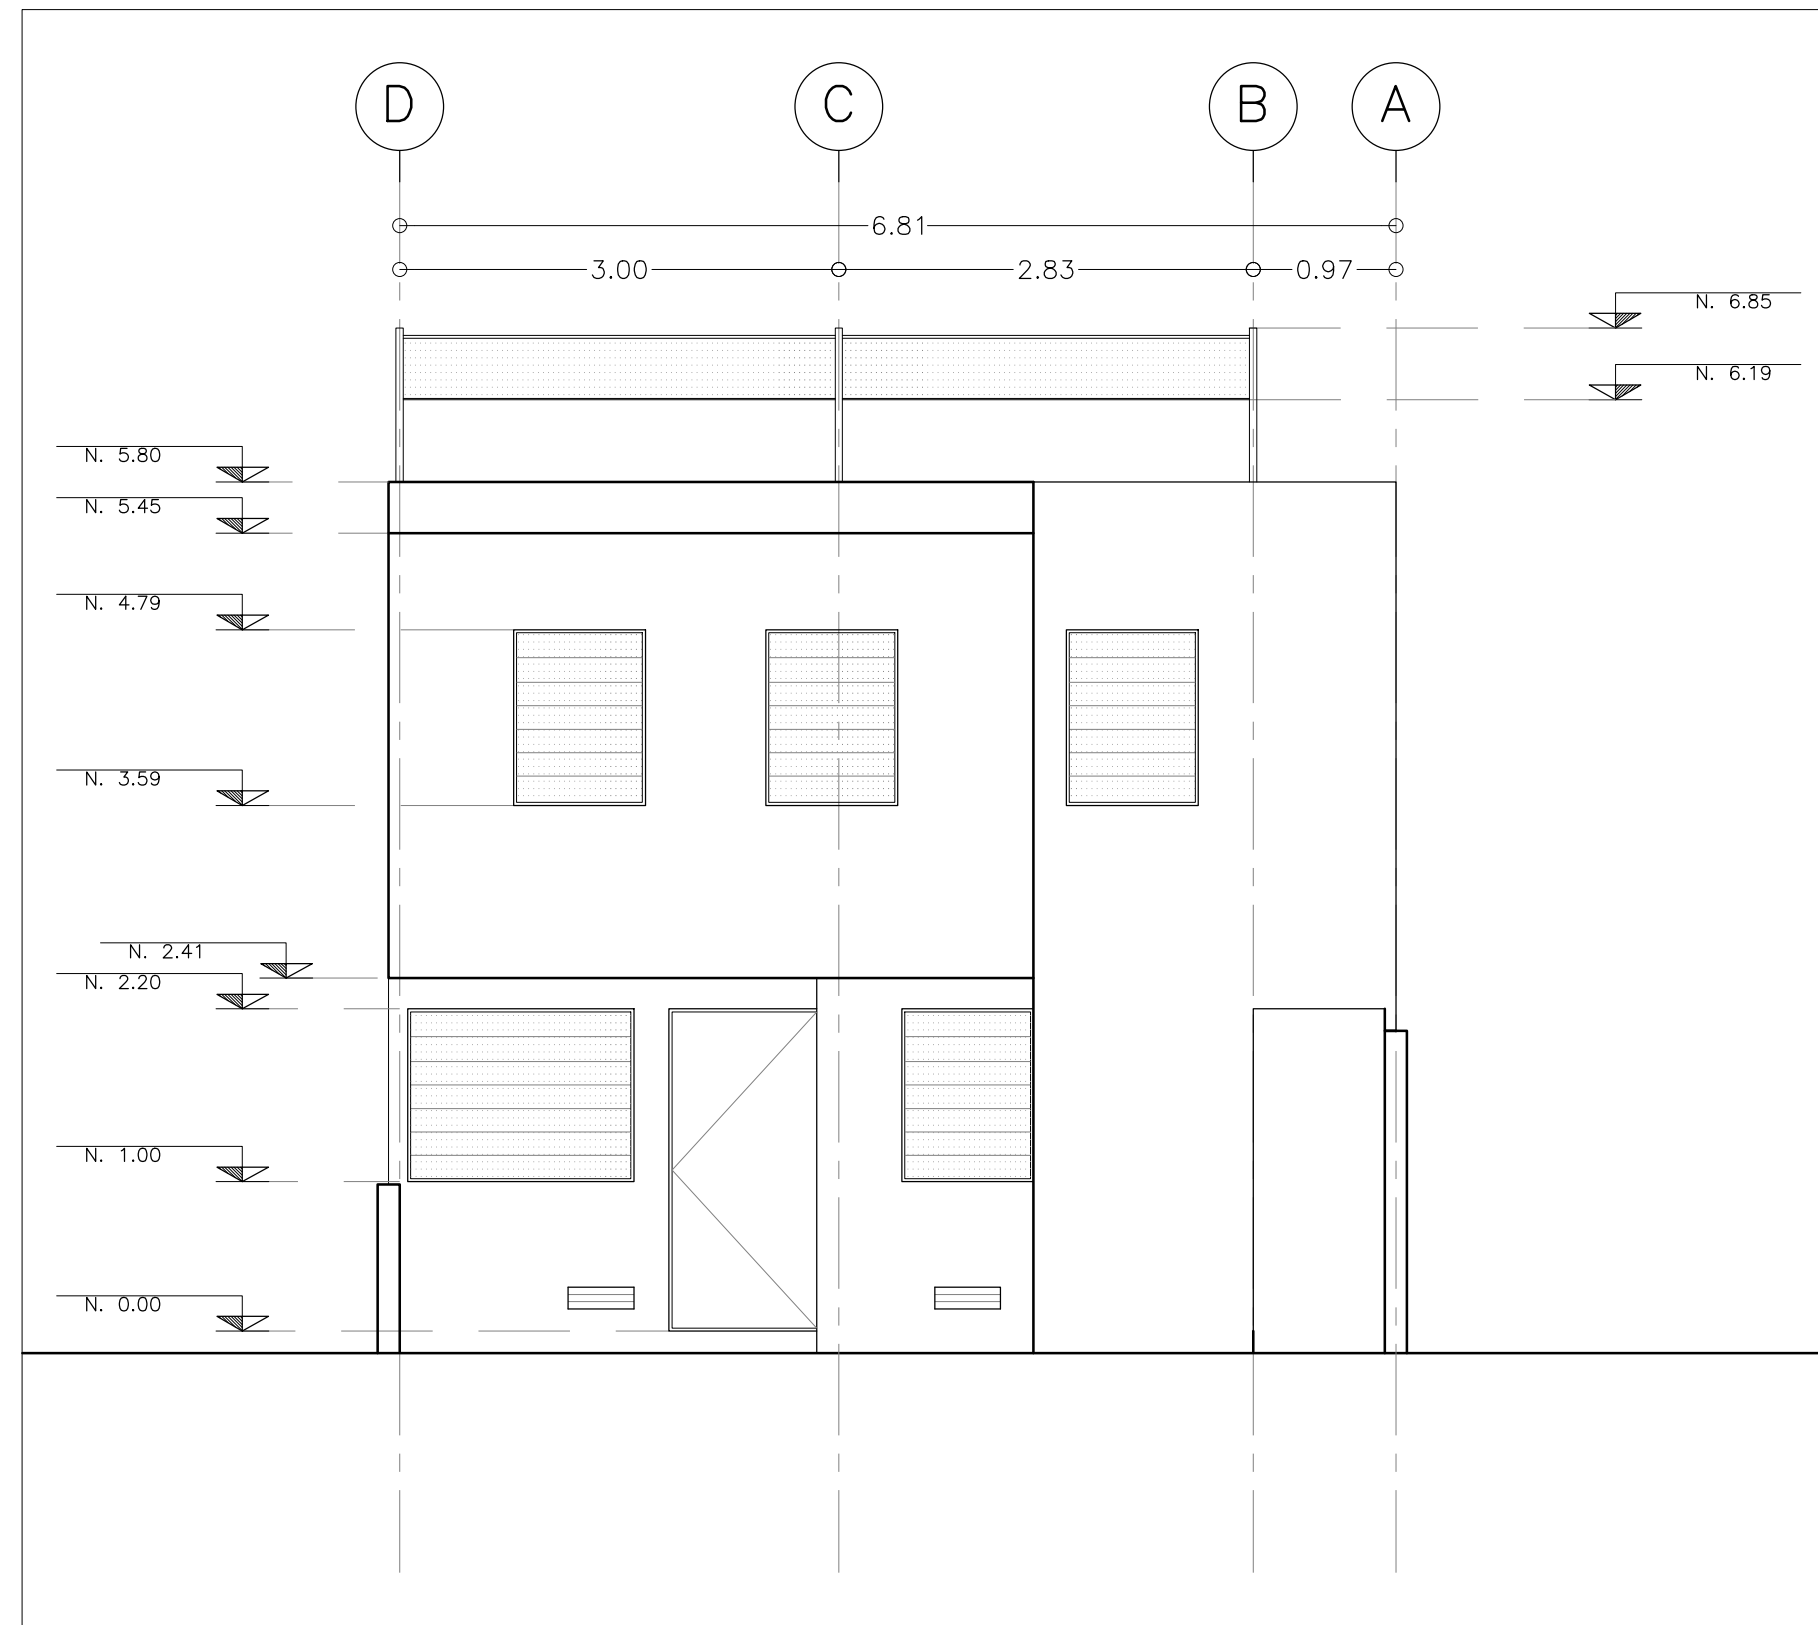 D C B A
6.81
3.00 2.83 0.97
N. 6.85
N. 6.19
N. 5.80
N. 5.45
N. 4.79
N. 3.59
N. 2.41
N. 2.20
N. 1.00
N. 0.00